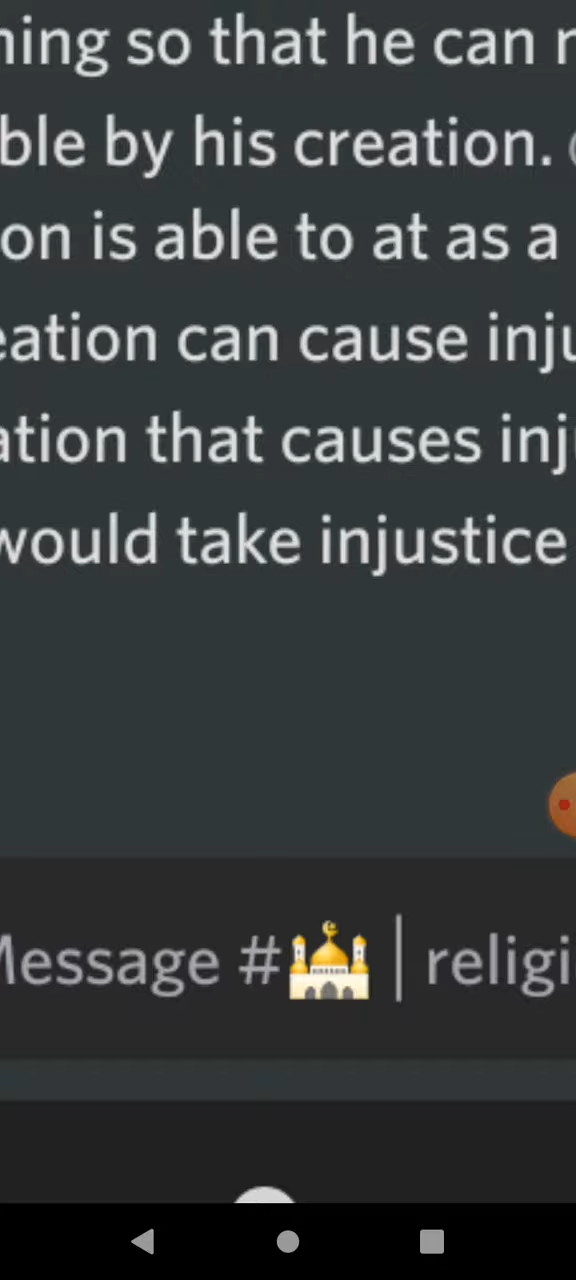 ning so that he can
ble by his creation.
on is able to at as a
eation can cause inju
ation that causes inj
would take injustice
Message #🕌│religi